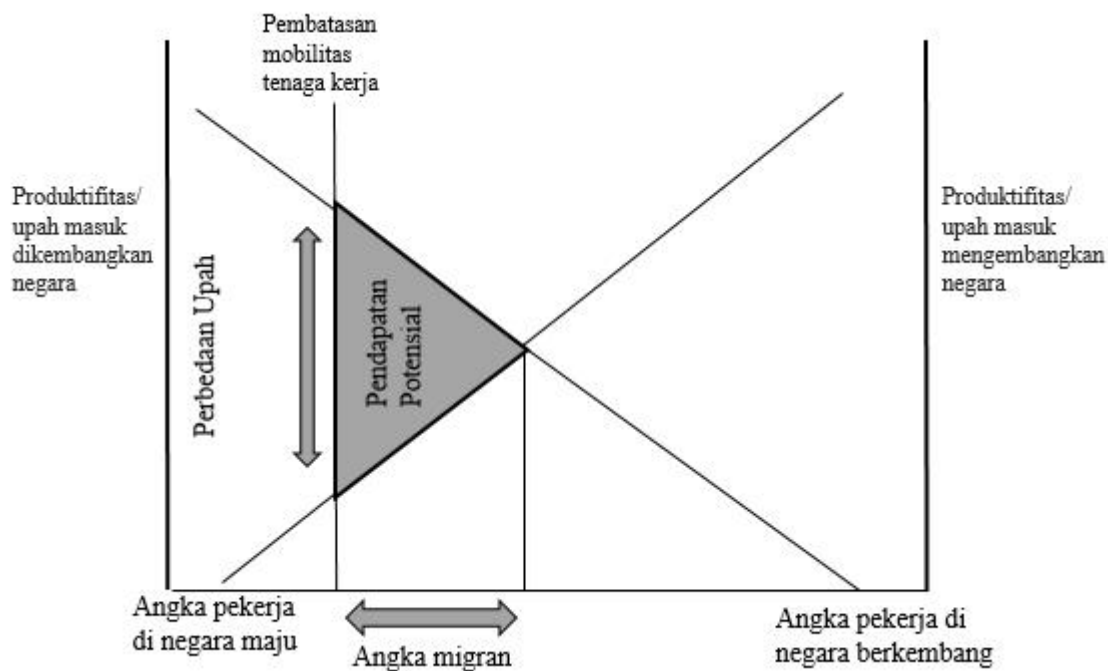 Pembatasan
mobilitas
tenaga kerja
Produktifitas/
upah masuk
dikembangkan
negara
Perbedaan Upah
Pendapatan
Potensial
Produktifitas/
upah masuk
mengembangkan
negara
Angka pekerja
di negara maju
Angka migran
Angka pekerja di
negara berkembang